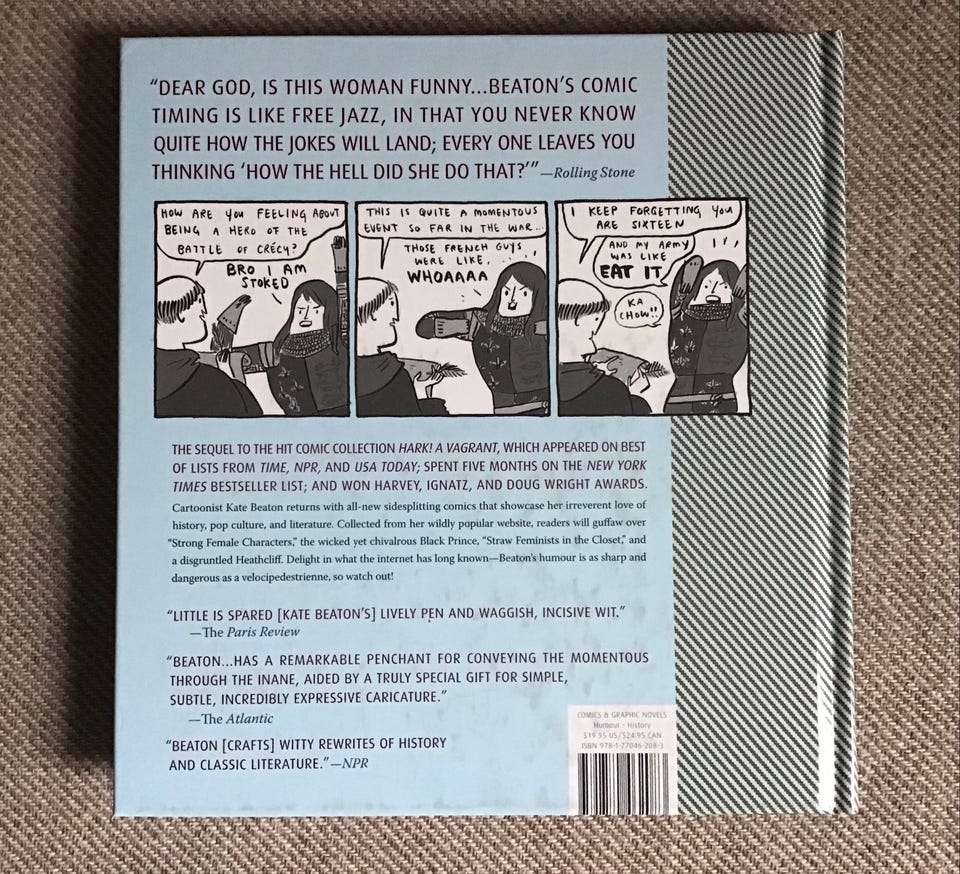 “DEAR GOD, IS THIS WOMAN FUNNY...BEATON’S COMIC
TIMING IS LIKE FREE JAZZ, IN THAT YOU NEVER KNOW
QUITE HOW THE JOKES WILL LAND; EVERY ONE LEAVES YOU
THINKING ‘HOW THE HELL DID SHE DO THAT?’” —Rolling Stone
HOW ARE YOU FEELING ABOUT
BEING A HERO OF THE
BATTLE OF CRÉCY?
BRO I AM
STOKED
THIS IS QUITE A MOMENTOUS
EVENT SO FAR IN THE WAR...
THOSE FRENCH GUYS
WERE LIKE,
WHOAAAA
I KEEP FORGETTING YOU
ARE SIXTEEN
AND MY ARMY
WAS LIKE
EAT IT
KA
CHOW!!
THE SEQUEL TO THE HIT COMIC COLLECTION HARK! A VAGRANT, WHICH APPEARED ON BEST
OF LISTS FROM TIME, NPR, AND USA TODAY; SPENT FIVE MONTHS ON THE NEW YORK
TIMES BESTSELLER LIST; AND WON HARVEY, IGNATZ, AND DOUG WRIGHT AWARDS.
Cartoonist Kate Beaton returns with all-new sidesplitting comics that showcase her irreverent love of
history, pop culture, and literature. Collected from her wildly popular website, readers will guffaw over
“Strong Female Characters,” the wicked yet chivalrous Black Prince, “Straw Feminists in the Closet,” and
a disgruntled Heathcliff. Delight in what the internet has long known—Beaton’s humour is as sharp and
dangerous as a velocipedestrienne, so watch out!
“LITTLE IS SPARED [KATE BEATON’S] LIVELY PEN AND WAGGISH, INCISIVE WIT.”
—The Paris Review
“BEATON...HAS A REMARKABLE PENCHANT FOR CONVEYING THE MOMENTOUS
THROUGH THE INANE, AIDED BY A TRULY SPECIAL GIFT FOR SIMPLE,
SUBTLE, INCREDIBLY EXPRESSIVE CARICATURE.”
—The Atlantic
“BEATON [CRAFTS] WITTY REWRITES OF HISTORY
AND CLASSIC LITERATURE.”—NPR
COMICS & GRAPHIC NOVELS
Humour - History
$19.95 US/$24.95 CAN
ISBN 978-1-77046-208-3